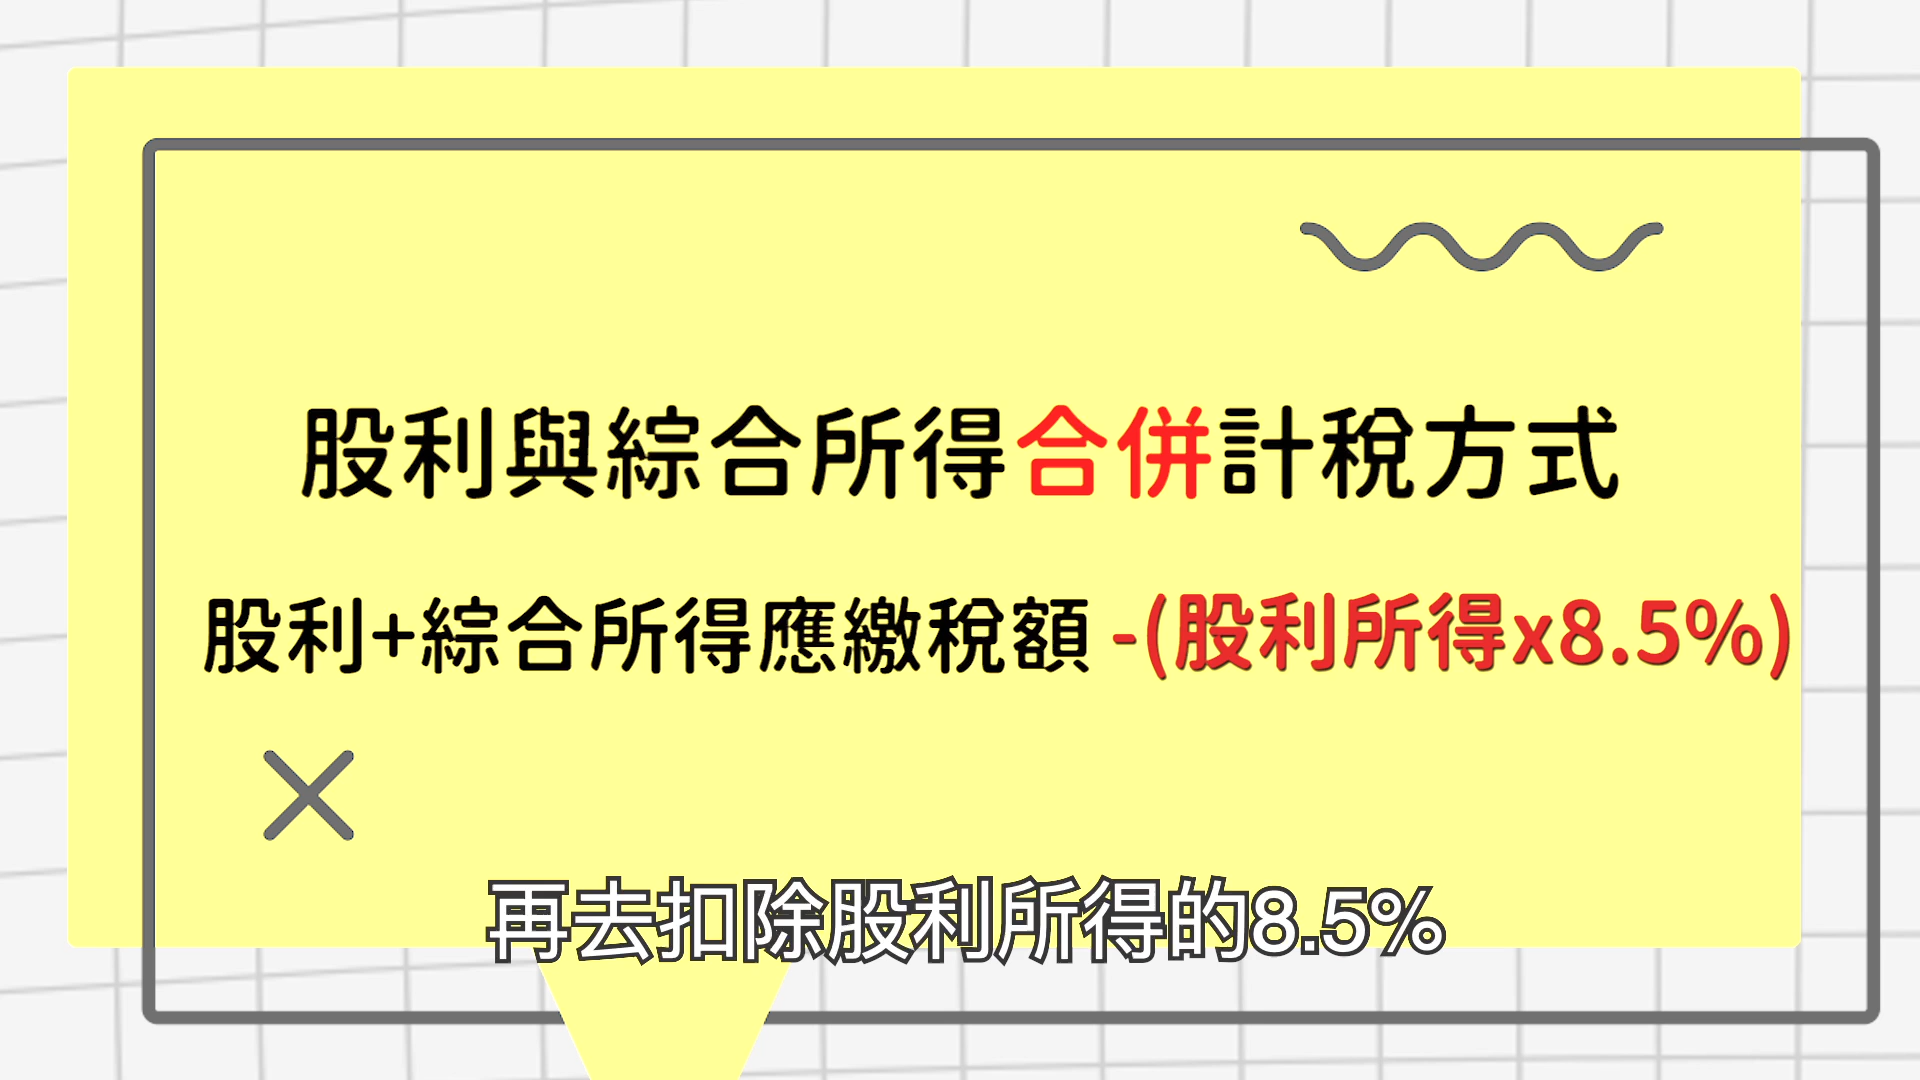 股利與綜合所得合併計稅方式
股利+綜合所得應繳稅額 -(股利所得x8.5%)
再去扣除股利所得的8.5%